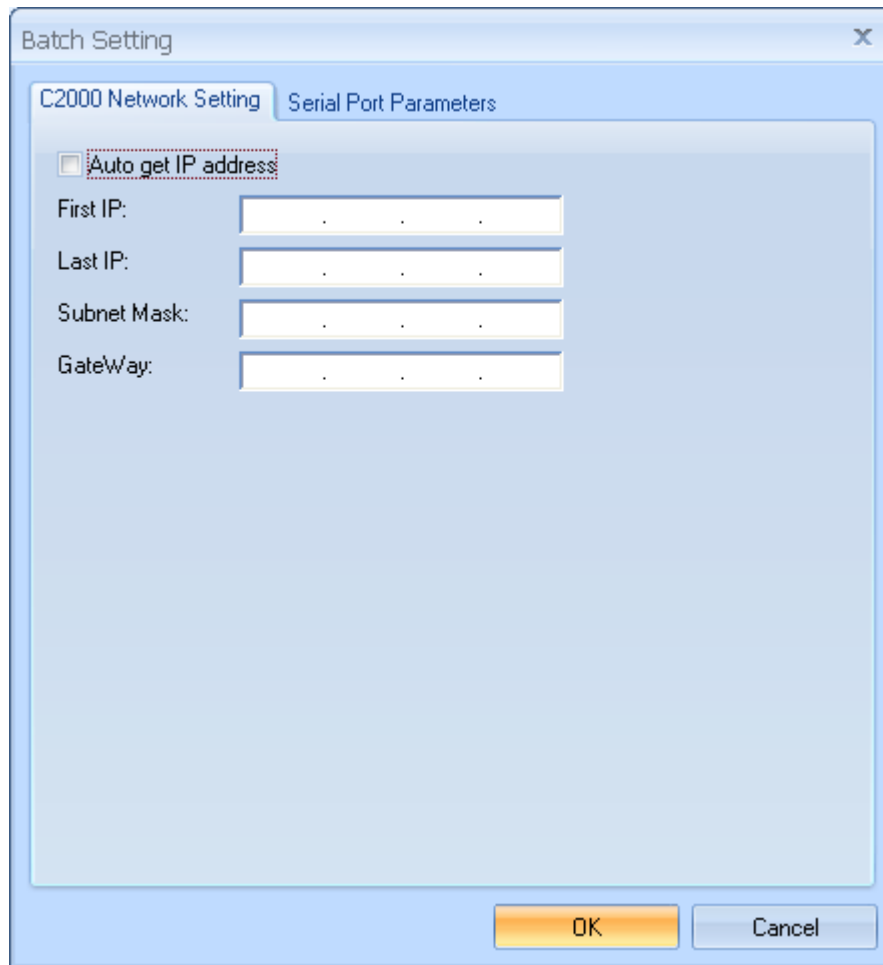 Batch Setting
C2000 Network Setting Serial Port Parameters
Auto get IP address
First IP: . . .
Last IP: . . .
Subnet Mask: . . .
GateWay: . . .
OK Cancel